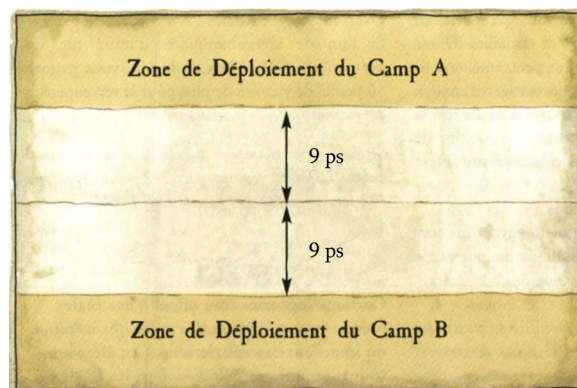 Zone de Déploiement du Camp A
9 ps
9 ps
Zone de Déploiement du Camp B